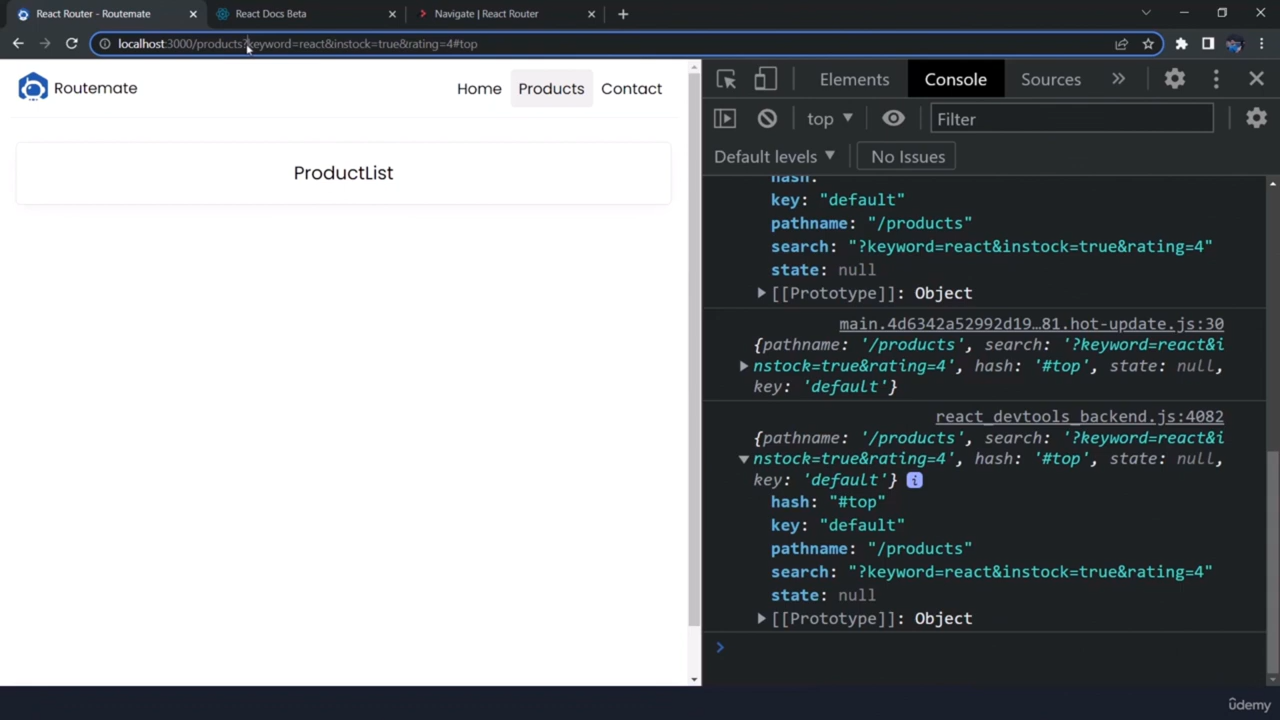 React Router - Routemate
React Docs Beta
Navigate | React Router
localhost:3000/products?keyword=react&instock=true&rating=4#top
Routemate
Home
Products
Contact
ProductList
Elements
Console
Sources
top
Filter
Default levels
No Issues
hash:
key: "default"
pathname: "/products"
search: "?keyword=react&instock=true&rating=4"
state: null
[[Prototype]]: Object
main.4d6342a52992d19…81.hot-update.js:30
{pathname: '/products', search: '?keyword=react&i
nstock=true&rating=4', hash: '#top', state: null,
key: 'default'}
react_devtools_backend.js:4082
{pathname: '/products', search: '?keyword=react&i
nstock=true&rating=4', hash: '#top', state: null,
key: 'default'} i
hash: "#top"
key: "default"
pathname: "/products"
search: "?keyword=react&instock=true&rating=4"
state: null
[[Prototype]]: Object
ûdemy